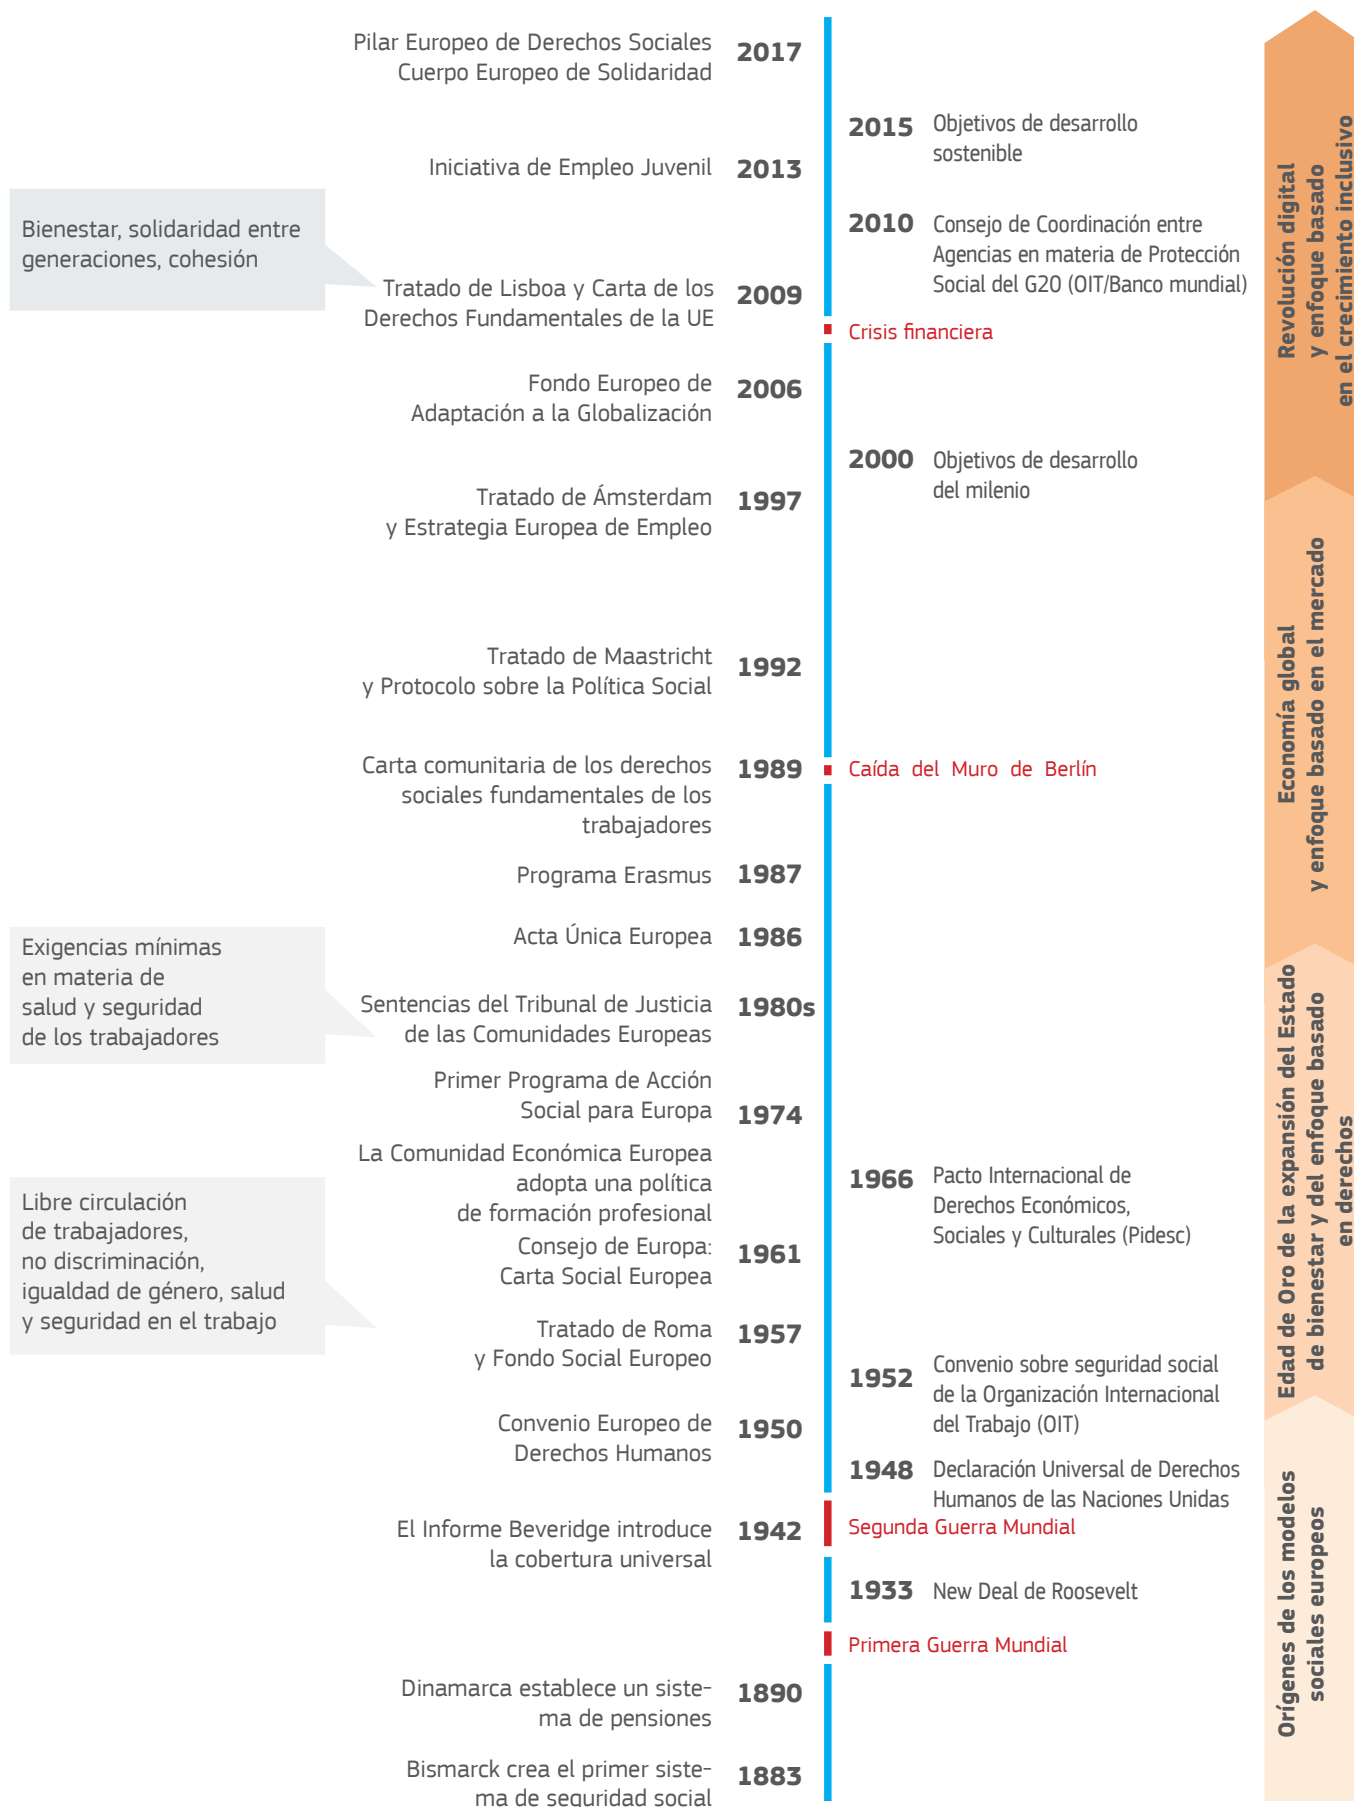 Pilar Europeo de Derechos Sociales
Cuerpo Europeo de Solidaridad
2017
2015
Objetivos de desarrollo
sostenible
Iniciativa de Empleo Juvenil
2013
Bienestar, solidaridad entre
generaciones, cohesión
2010
Consejo de Coordinación entre
Agencias en materia de Protección
Social del G20 (OIT/Banco mundial)
Tratado de Lisboa y Carta de los
Derechos Fundamentales de la UE
2009
Crisis financiera
Fondo Europeo de
Adaptación a la Globalización
2006
2000
Objetivos de desarrollo
del milenio
Tratado de Ámsterdam
y Estrategia Europea de Empleo
1997
Tratado de Maastricht
y Protocolo sobre la Política Social
1992
Carta comunitaria de los derechos
sociales fundamentales de los
trabajadores
1989
Caída del Muro de Berlín
Programa Erasmus
1987
Acta Única Europea
1986
Exigencias mínimas
en materia de
salud y seguridad
de los trabajadores
Sentencias del Tribunal de Justicia
de las Comunidades Europeas
1980s
Primer Programa de Acción
Social para Europa
1974
La Comunidad Económica Europea
adopta una política
de formación profesional
1966
Pacto Internacional de
Derechos Económicos,
Sociales y Culturales (Pidesc)
Libre circulación
de trabajadores,
no discriminación,
igualdad de género, salud
y seguridad en el trabajo
Consejo de Europa:
Carta Social Europea
1961
Tratado de Roma
y Fondo Social Europeo
1957
1952
Convenio sobre seguridad social
de la Organización Internacional
del Trabajo (OIT)
Convenio Europeo de
Derechos Humanos
1950
1948
Declaración Universal de Derechos
Humanos de las Naciones Unidas
El Informe Beveridge introduce
la cobertura universal
1942
Segunda Guerra Mundial
1933
New Deal de Roosevelt
Primera Guerra Mundial
Dinamarca establece un siste-
ma de pensiones
1890
Bismarck crea el primer siste-
ma de seguridad social
1883
Revolución digital
y enfoque basado
en el crecimiento inclusivo
Economía global
y enfoque basado en el mercado
Edad de Oro de la expansión del Estado
de bienestar y del enfoque basado
en derechos
Orígenes de los modelos
sociales europeos